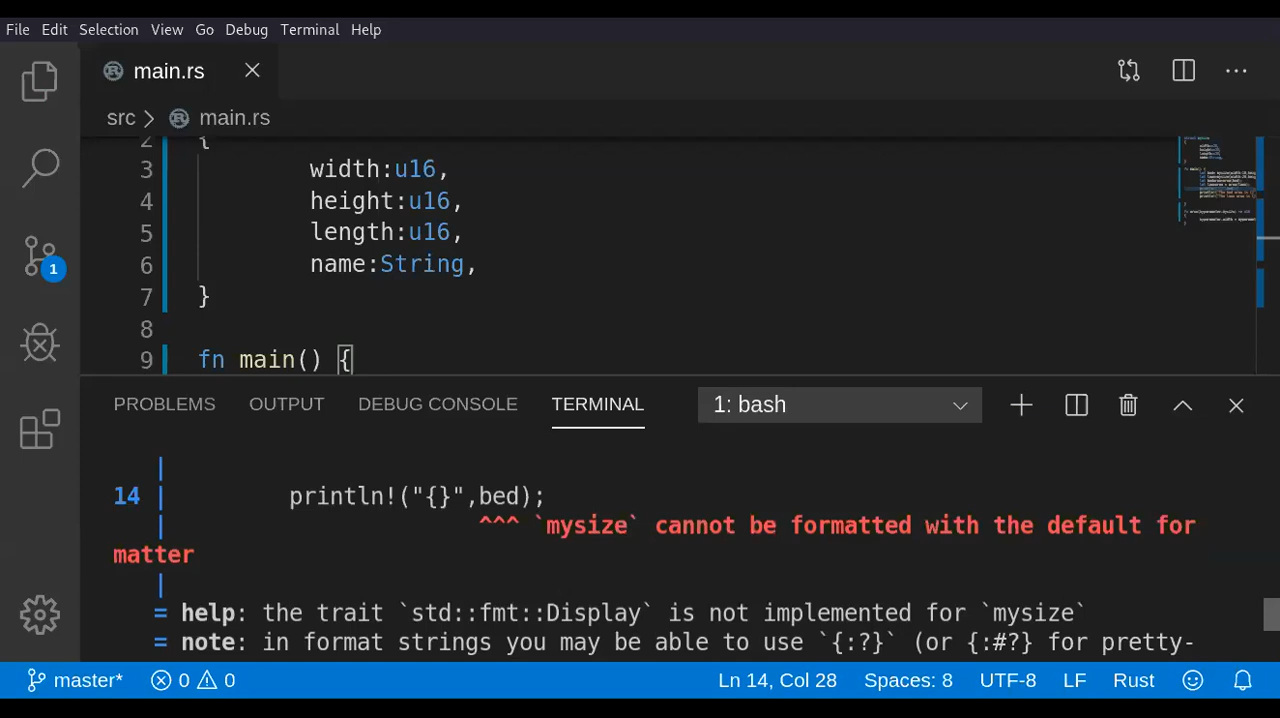 File Edit Selection View Go Debug Terminal Help
main.rs
src > main.rs
2 {
3 width:u16,
4 height:u16,
5 length:u16,
6 name:String,
7 }
8
9 fn main() {
1
PROBLEMS OUTPUT DEBUG CONSOLE TERMINAL 1: bash
|
14 | println!("{}",bed);
| ^^^ `mysize` cannot be formatted with the default for
matter
|
= help: the trait `std::fmt::Display` is not implemented for `mysize`
= note: in format strings you may be able to use `{:?}` (or {:#?} for pretty-
master* 0 0 Ln 14, Col 28 Spaces: 8 UTF-8 LF Rust